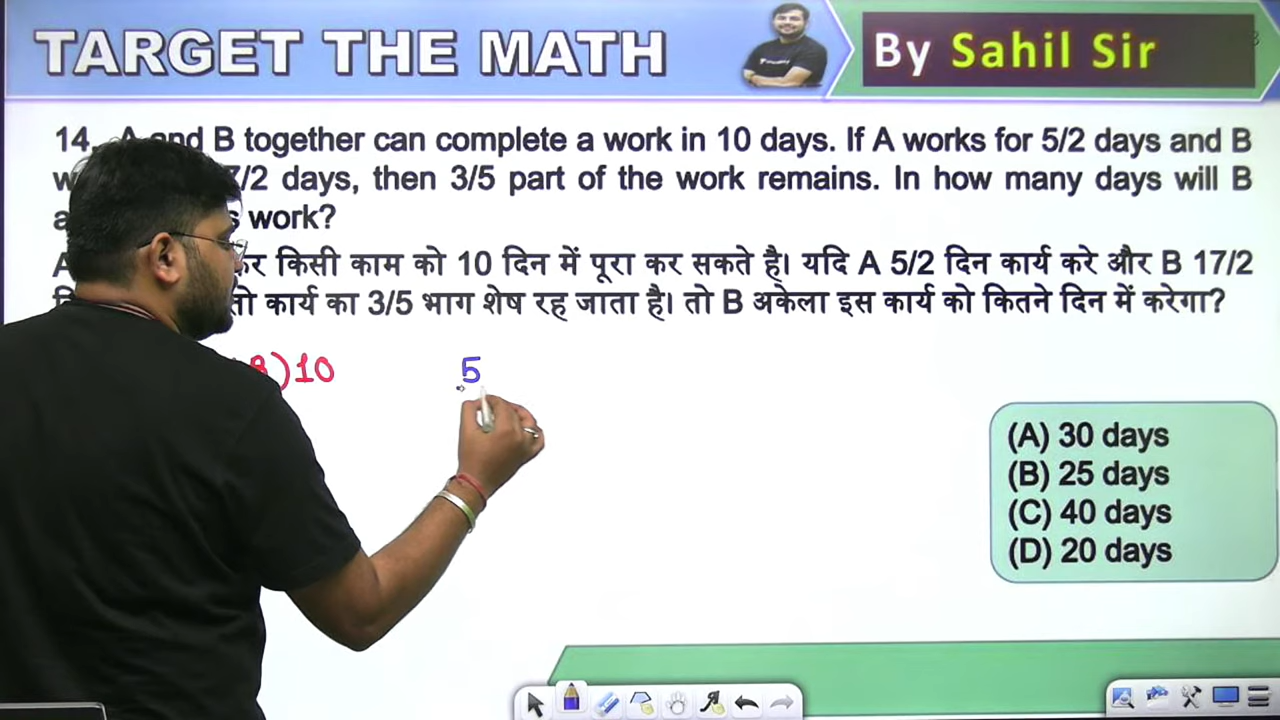 TARGET THE MATH
By Sahil Sir
14. A and B together can complete a work in 10 days. If A works for 5/2 days and B
7/2 days, then 3/5 part of the work remains. In how many days will B
work?
किसी काम को 10 दिन में पूरा कर सकते है। यदि A 5/2 दिन कार्य करे और B 17/2
तो कार्य का 3/5 भाग शेष रह जाता है। तो B अकेला इस कार्य को कितने दिन में करेगा?
B)10 5
(A) 30 days
(B) 25 days
(C) 40 days
(D) 20 days